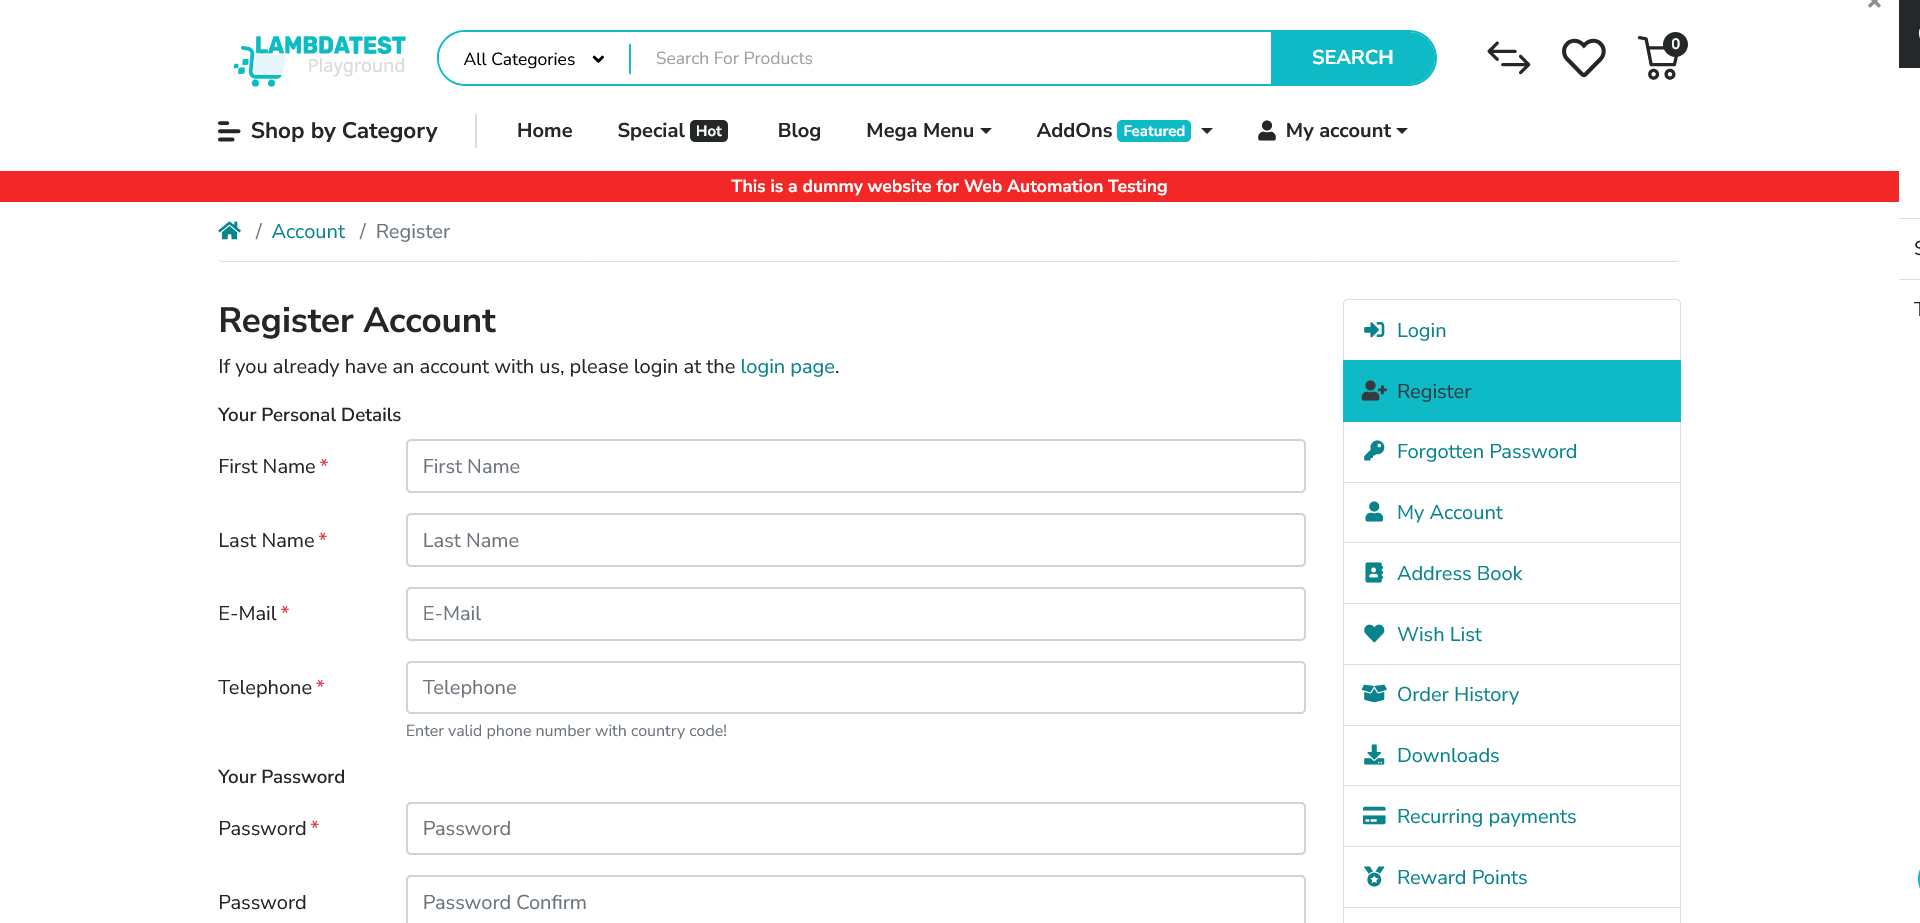 LAMBDATEST
Playground
All Categories
Search For Products
SEARCH
0
Shop by Category
Home
Special Hot
Blog
Mega Menu
AddOns Featured
My account
This is a dummy website for Web Automation Testing
/ Account / Register
Register Account
If you already have an account with us, please login at the login page.
Your Personal Details
First Name *
First Name
Last Name *
Last Name
E-Mail *
E-Mail
Telephone *
Telephone
Enter valid phone number with country code!
Your Password
Password *
Password
Password
Password Confirm
Login
Register
Forgotten Password
My Account
Address Book
Wish List
Order History
Downloads
Recurring payments
Reward Points